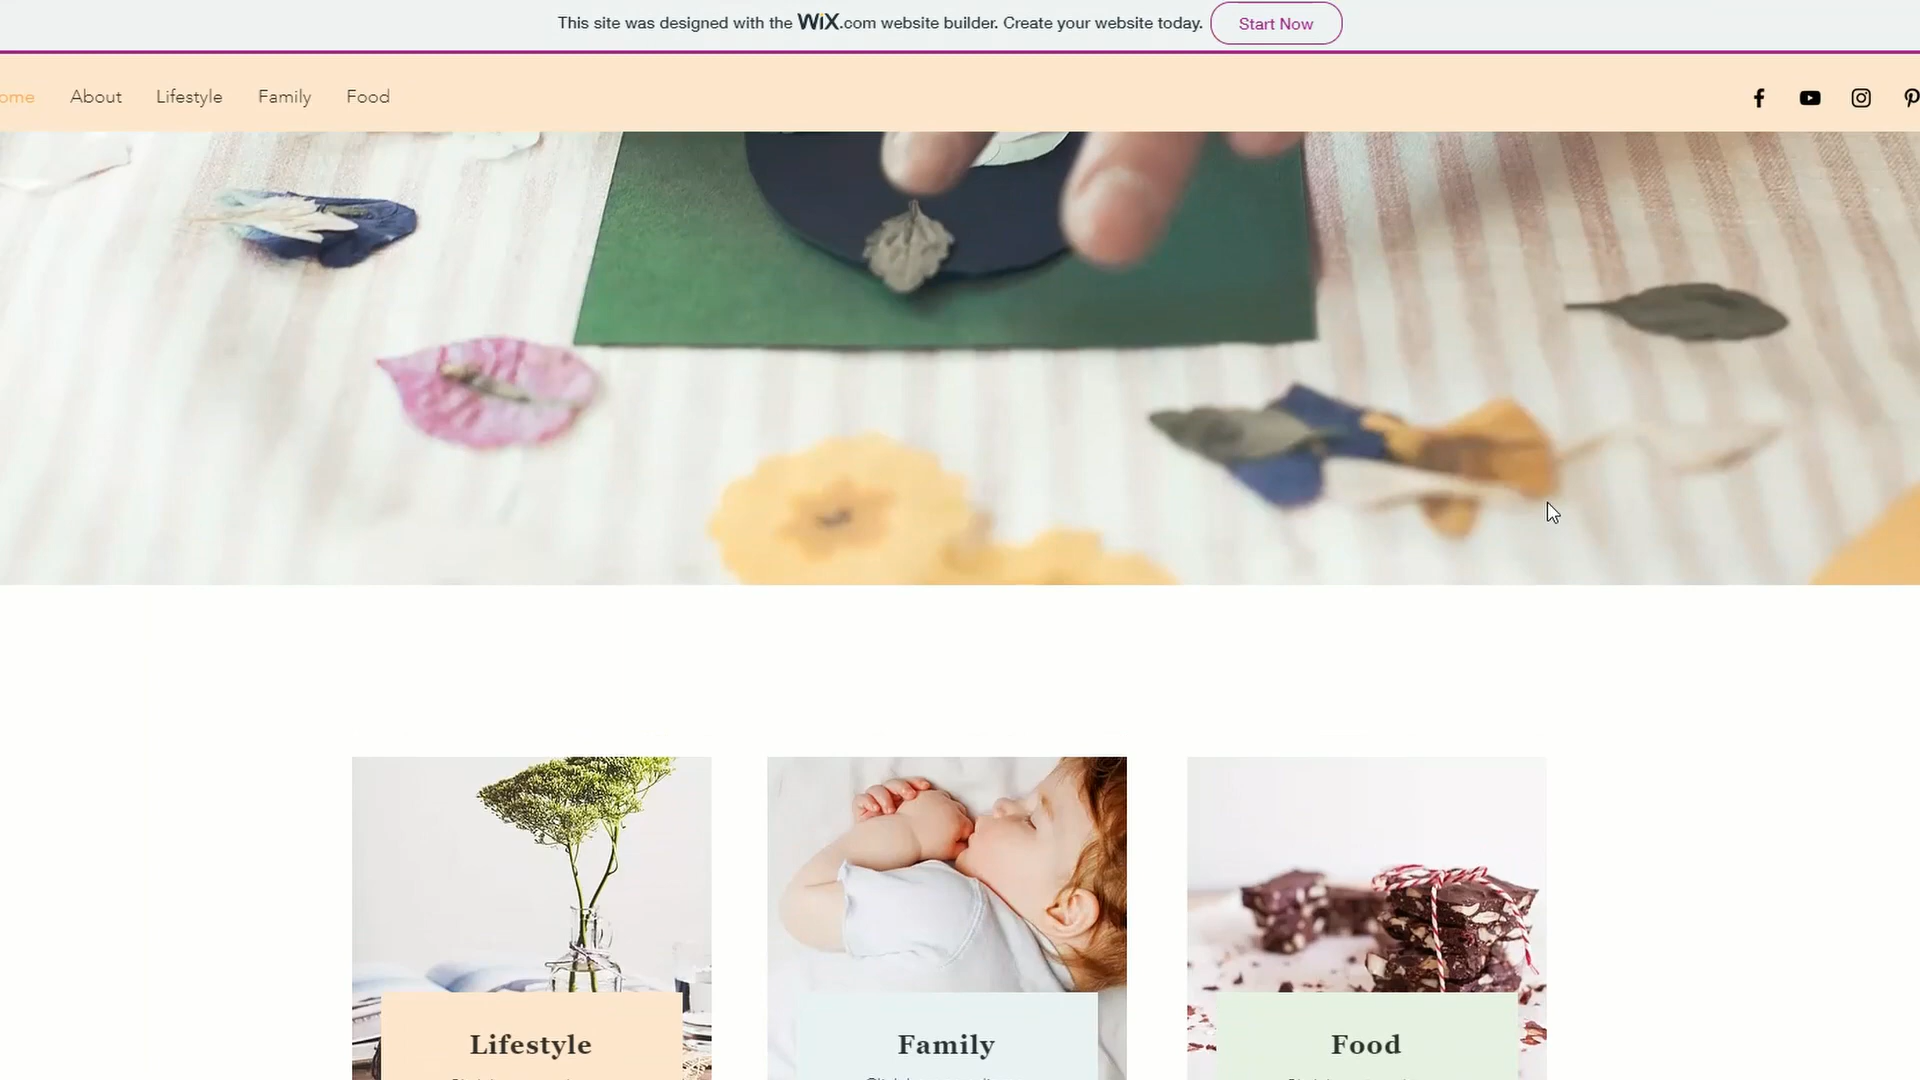 This site was designed with the WiX.com website builder. Create your website today. Start Now
ome About Lifestyle Family Food
Lifestyle Family Food